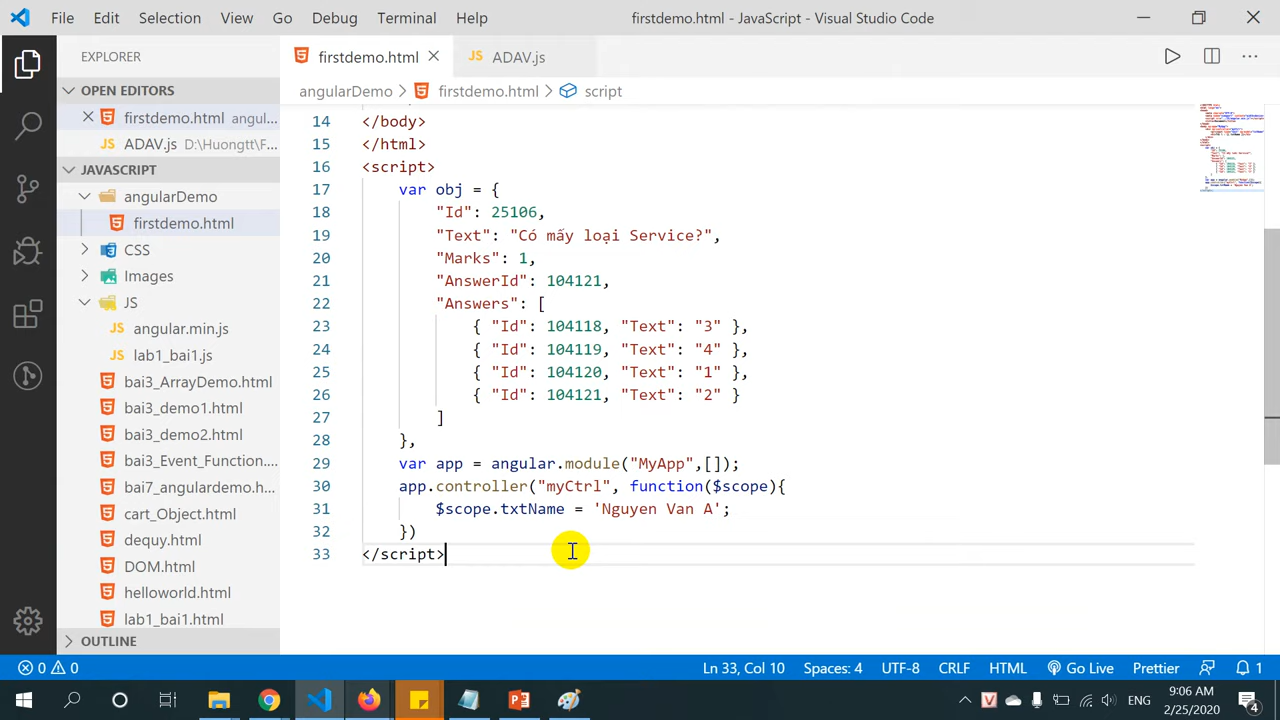 File Edit Selection View Go Debug Terminal Help
firstdemo.html - JavaScript - Visual Studio Code
EXPLORER
OPEN EDITORS
firstdemo.html angul...
ADAV.js D:\Huongtt\F...
JAVASCRIPT
angularDemo
firstdemo.html
CSS
Images
JS
JS angular.min.js
JS lab1_bai1.js
bai3_ArrayDemo.html
bai3_demo1.html
bai3_demo2.html
bai3_Event_Function....
bai7_angulardemo.h...
cart_Object.html
dequy.html
DOM.html
helloworld.html
lab1_bai1.html
OUTLINE
firstdemo.html
JS ADAV.js
angularDemo > firstdemo.html > script
14 </body>
15 </html>
16 <script>
17 var obj = {
18 "Id": 25106,
19 "Text": "Có mấy loại Service?",
20 "Marks": 1,
21 "AnswerId": 104121,
22 "Answers": [
23 { "Id": 104118, "Text": "3" },
24 { "Id": 104119, "Text": "4" },
25 { "Id": 104120, "Text": "1" },
26 { "Id": 104121, "Text": "2" }
27 ]
28 },
29 var app = angular.module("MyApp",[]);
30 app.controller("myCtrl", function($scope){
31 $scope.txtName = 'Nguyen Van A';
32 })
33 </script>
0 0
Ln 33, Col 10 Spaces: 4 UTF-8 CRLF HTML Go Live Prettier 1
ENG
9:06 AM
2/25/2020
4